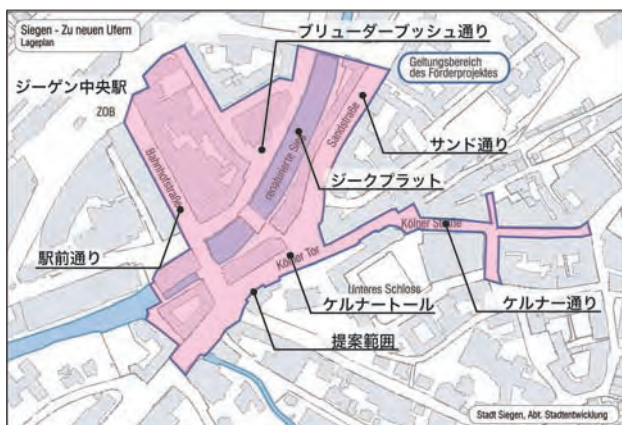 Siegen - Zu neuen Ufern
Lageplan
ブリューダーブッシュ通り
ジーゲン中央駅
ZOB
Geltungsbereich
des Förderprojektes
サンド通り
Sandstraße
renaturierte Sieg
ジークプラット
Bahnhofstraße
駅前通り
Kölner Tor
Kölner Straße
Unteres Schloss
ケルナートール
ケルナー通り
提案範囲
Stadt Siegen, Abt. Stadtentwicklung